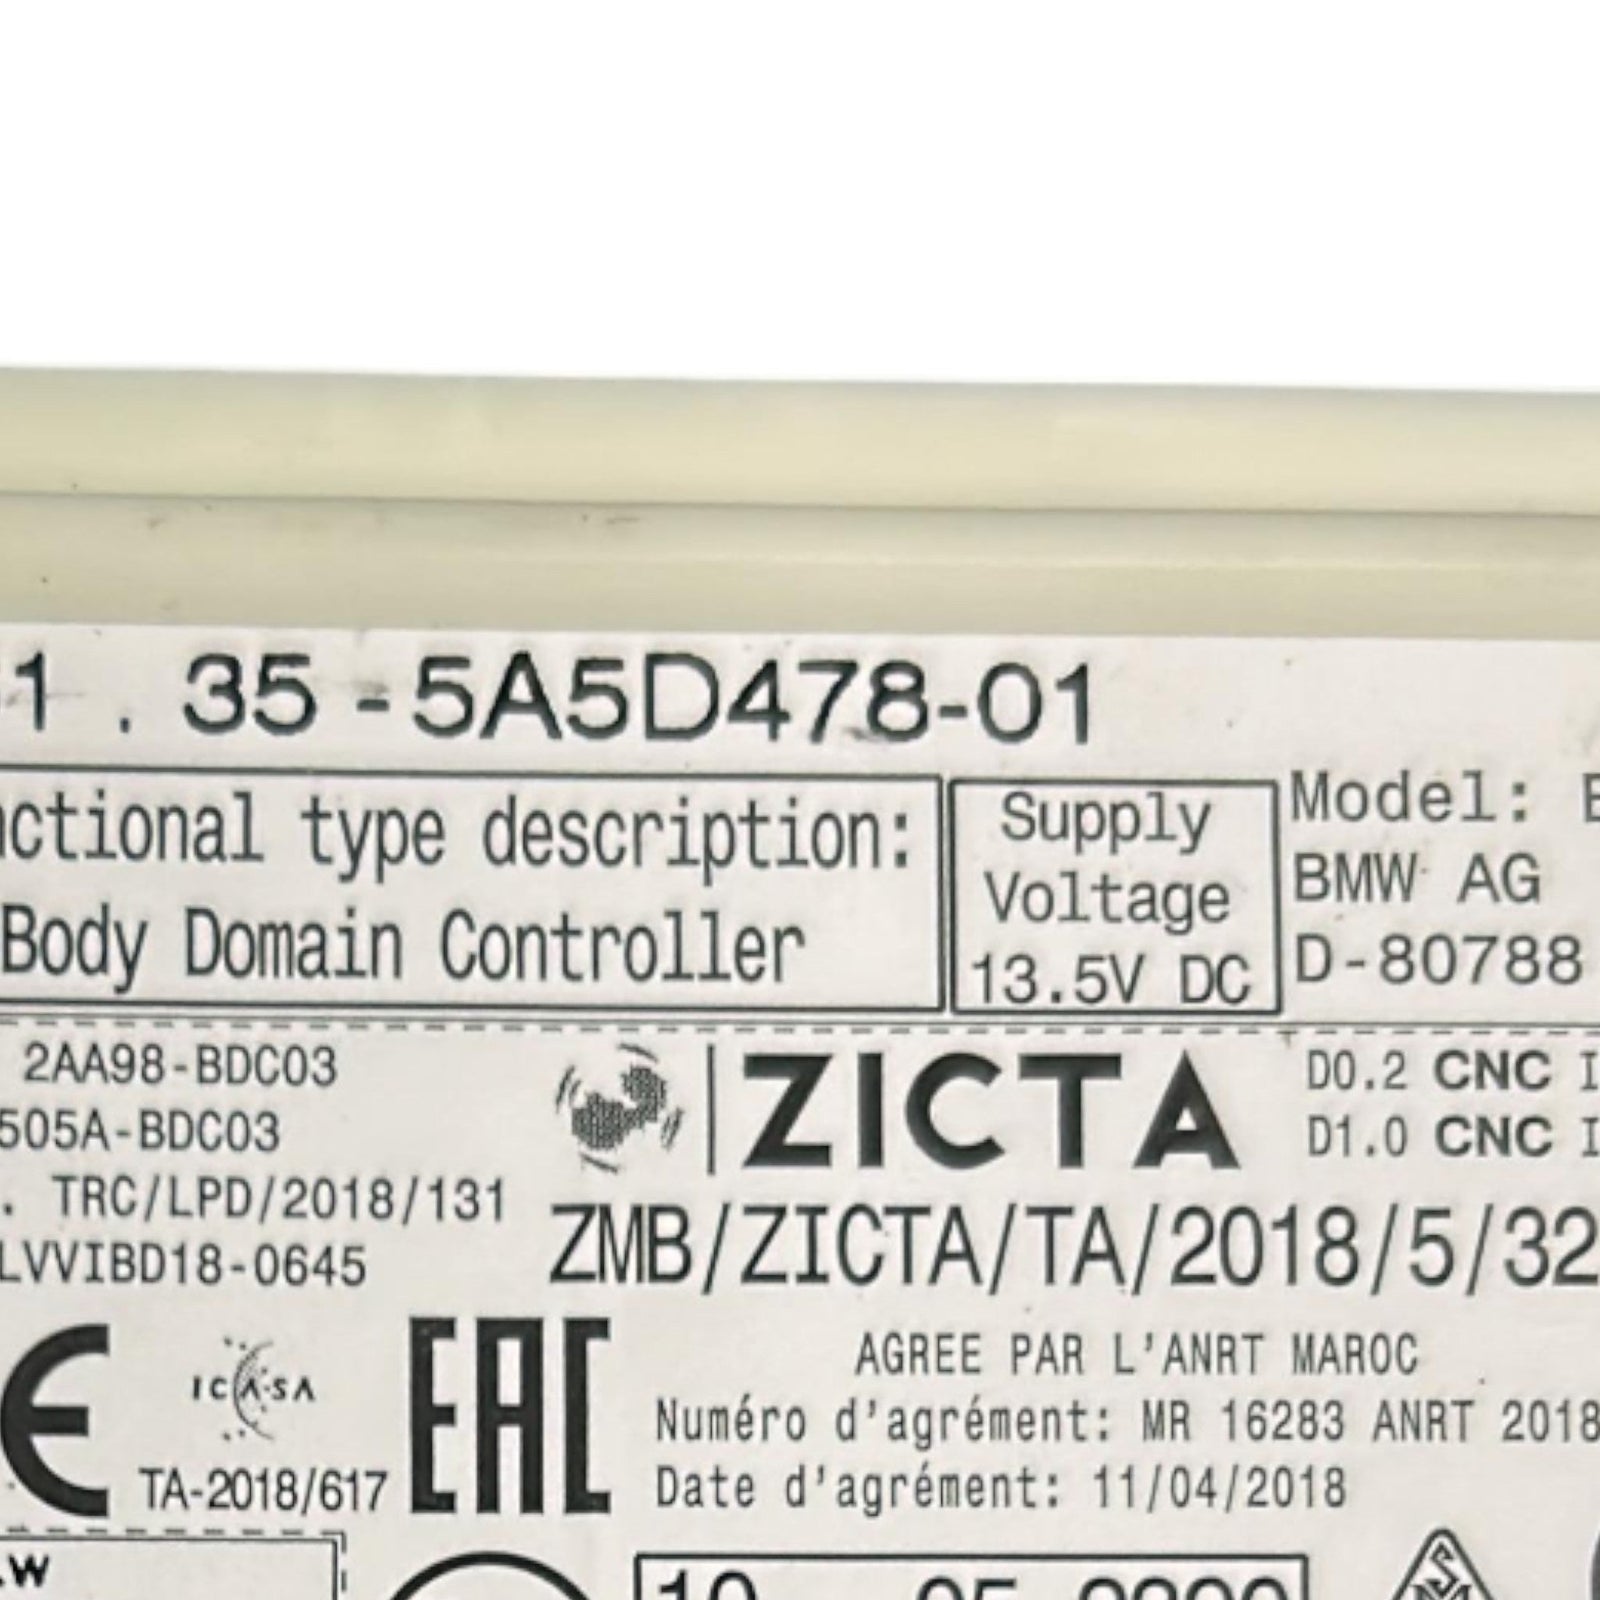 1 . 35 - 5A5D478-01
nctional type description:
Body Domain Controller
Supply
Voltage
13.5V DC
Model:
BMW AG
D-80788
2AA98-BDC03
505A-BDC03
. TRC/LPD/2018/131
LVVIBD18-0645
ZICTA
ZMB/ZICTA/TA/2018/5/32
D0.2 CNC I
D1.0 CNC I
CE
ICASA
TA-2018/617
EAC
AGREE PAR L'ANRT MAROC
Numéro d'agrément: MR 16283 ANRT 2018
Date d'agrément: 11/04/2018